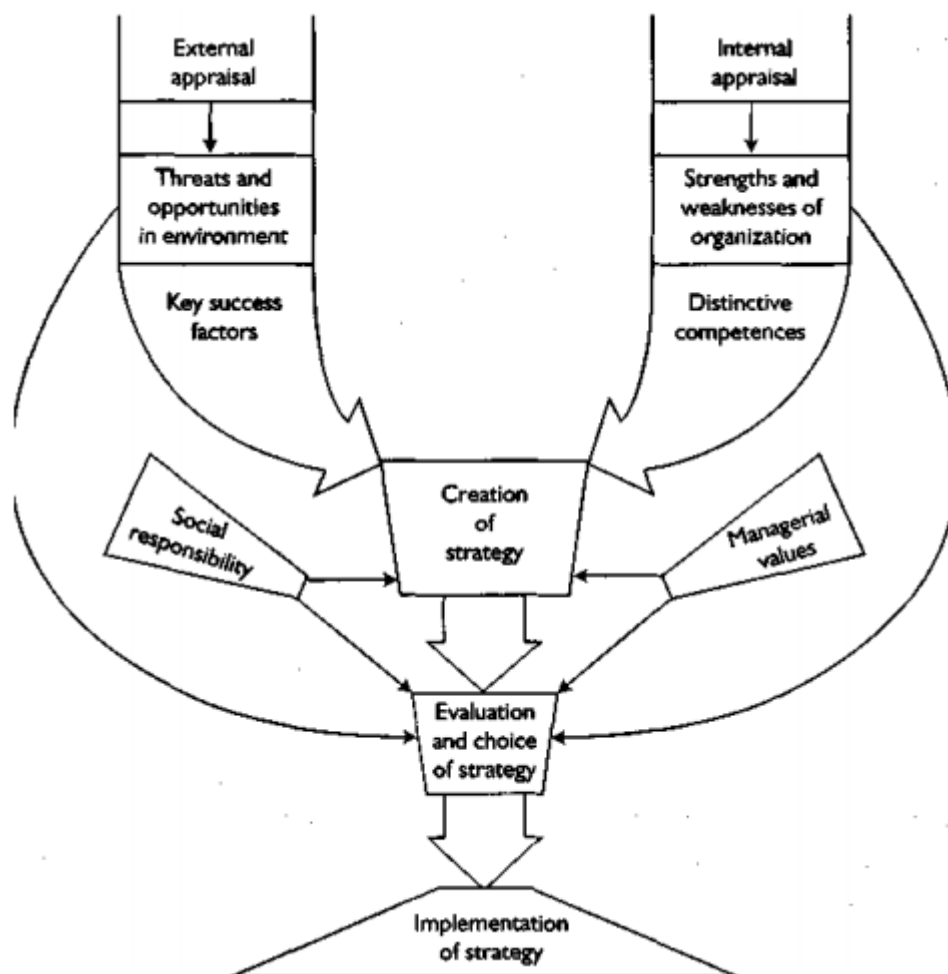 External
appraisal
Internal
appraisal
Threats and
opportunities
in environment
Strengths and
weaknesses of
organization
Key success
factors
Distinctive
competences
Creation
of
strategy
Social
responsibility
Managerial
values
Evaluation
and choice
of strategy
Implementation
of strategy